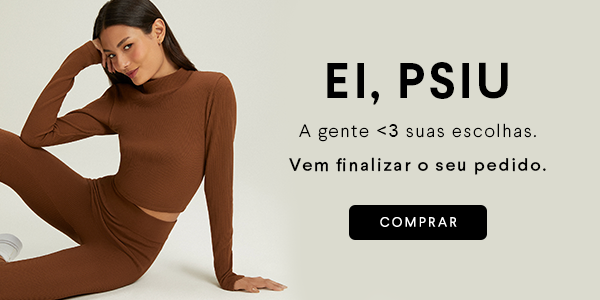 EI, PSIU
A gente <3 suas escolhas.
Vem finalizar o seu pedido.
COMPRAR